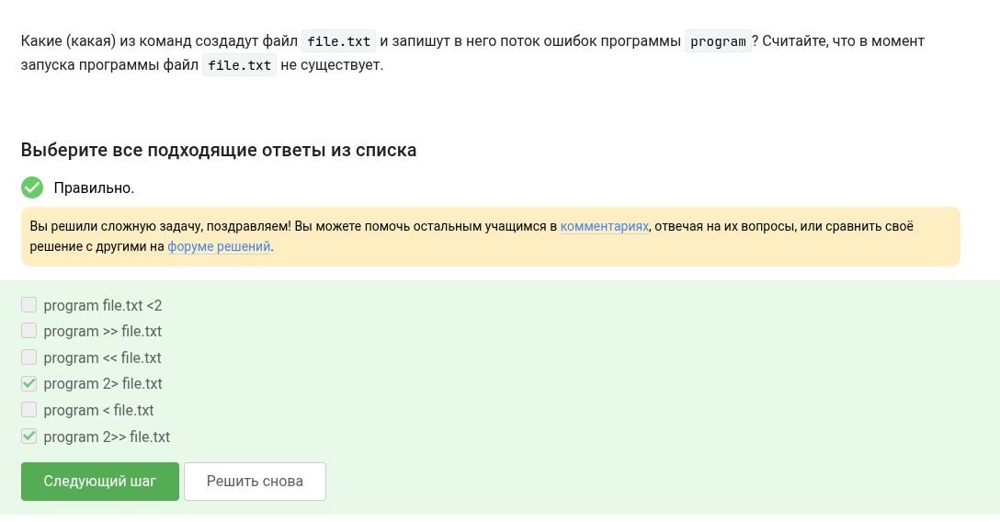 Какие (какая) из команд создадут файл file.txt и запишут в него поток ошибок программы program? Считайте, что в момент
запуска программы файл file.txt не существует.
Выберите все подходящие ответы из списка
Правильно.
Вы решили сложную задачу, поздравляем! Вы можете помочь остальным учащимся в комментариях, отвечая на их вопросы, или сравнить своё
решение с другими на форуме решений.
program file.txt <2
program >> file.txt
program << file.txt
program 2> file.txt
program < file.txt
program 2>> file.txt
Следующий шаг Решить снова